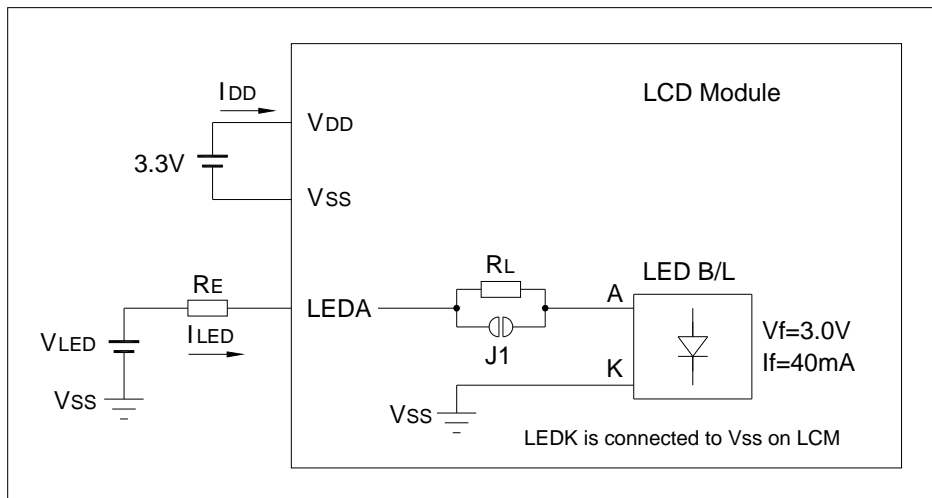 LCD Module
IDD
VDD
3.3V
VSS
RE
LEDA
VLED
ILED
VSS
RL
J1
LED B/L
A
K
Vf=3.0V
If=40mA
VSS
LEDK is connected to Vss on LCM